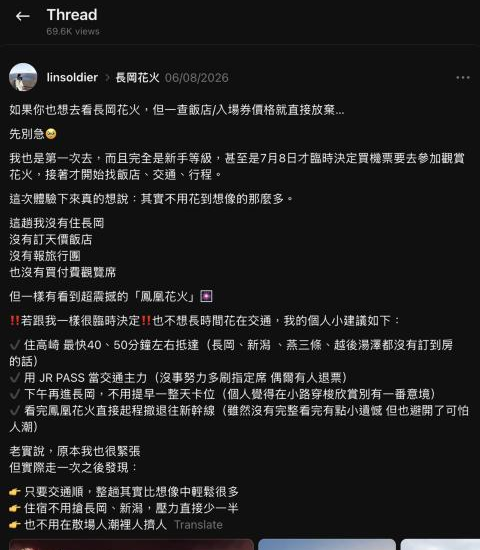 Thread
69.6K views
linsoldier › 長岡花火 06/08/2026
如果你也想去看長岡花火，但一查飯店/入場券價格就直接放棄...
先別急🥹
我也是第一次去，而且完全是新手等級，甚至是7月8日才臨時決定買機票要去參加觀賞
花火，接著才開始找飯店、交通、行程。
這次體驗下來真的想說：其實不用花到想像的那麼多。
這趟我沒有住長岡
沒有訂天價飯店
沒有報旅行團
也沒有買付費觀覽席
但一樣有看到超震撼的「鳳凰花火」🎆
‼️若跟我一樣很臨時決定‼️也不想長時間花在交通，我的個人小建議如下：
✔️ 住高崎 最快40、50分鐘左右抵達（長岡、新潟 、燕三條、越後湯澤都沒有訂到房
的話）
✔️ 用 JR PASS 當交通主力（沒事努力多刷指定席 偶爾有人退票）
✔️ 下午再進長岡，不用提早一整天卡位（個人覺得在小路穿梭欣賞別有一番意境）
✔️ 看完鳳凰花火直接起程撤退往新幹線（雖然沒有完整看完有點小遺憾 但也避開了可怕
人潮）
老實說，原本我也很緊張
但實際走一次之後發現：
👉 只要交通順，整趟其實比想像中輕鬆很多
👉 住宿不用搶長岡、新潟，壓力直接少一半
👉 也不用在散場人潮裡人擠人 Translate